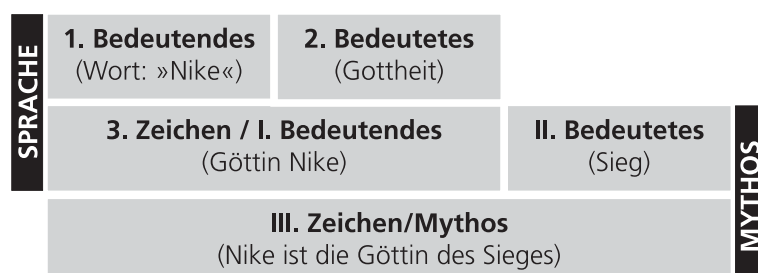 SPRACHE
1. Bedeutendes
(Wort: »Nike«)
2. Bedeutetes
(Gottheit)
3. Zeichen / I. Bedeutendes
(Göttin Nike)
II. Bedeutetes
(Sieg)
MYTHOS
III. Zeichen/Mythos
(Nike ist die Göttin des Sieges)